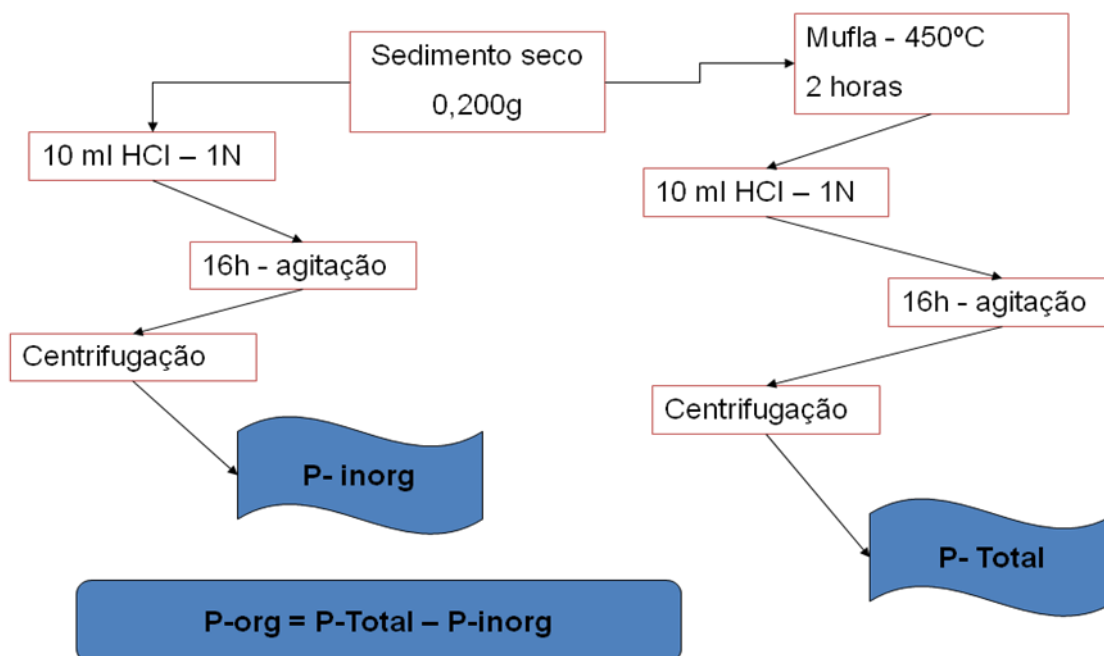 Sedimento seco
0,200g
10 ml HCl – 1N
16h - agitação
Centrifugação
P- inorg
Mufla - 450ºC
2 horas
10 ml HCl – 1N
16h - agitação
Centrifugação
P- Total
P-org = P-Total – P-inorg